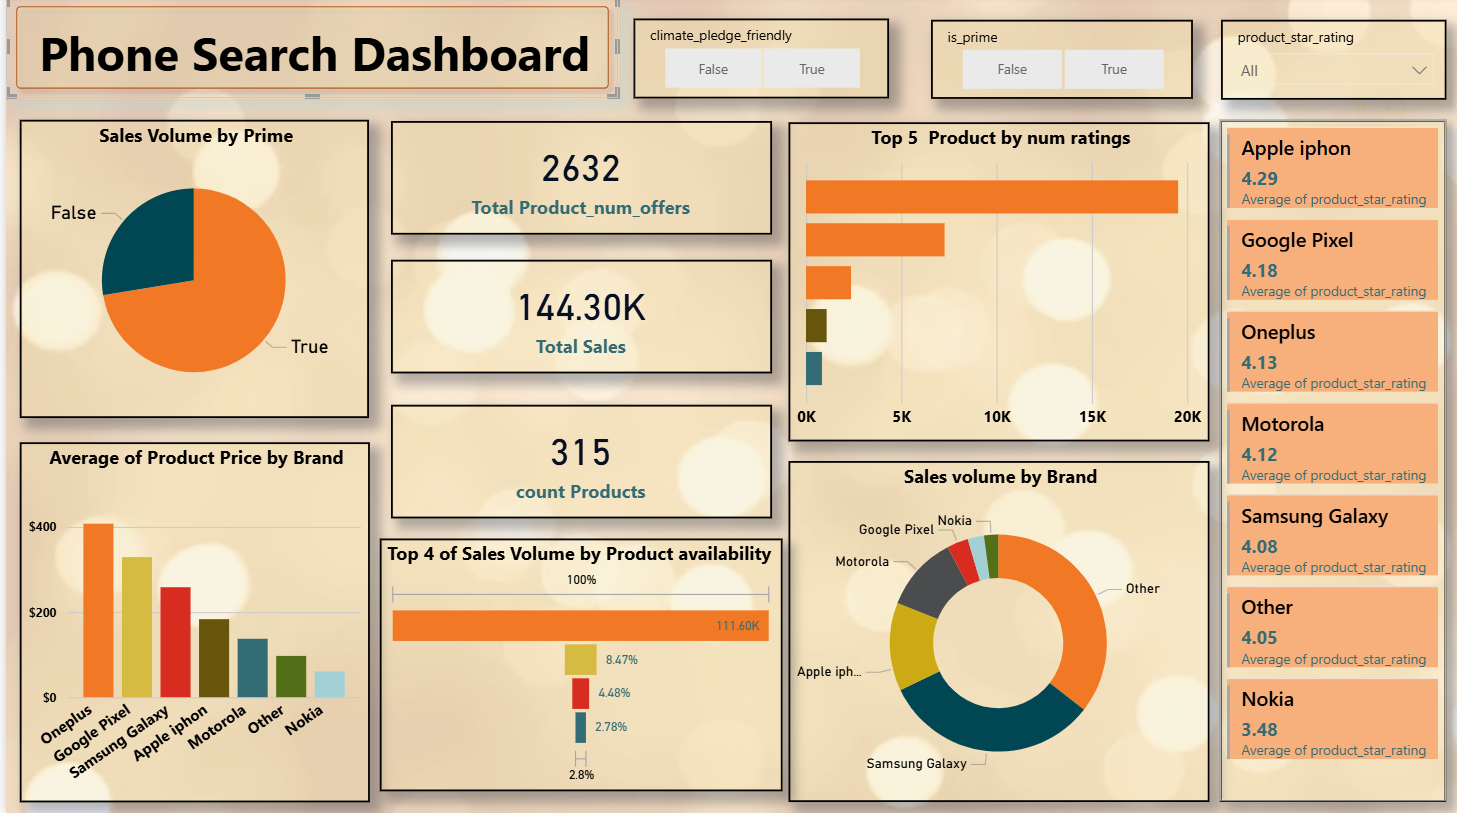 Phone Search Dashboard
climate_pledge_friendly
False
True
is_prime
False
True
product_star_rating
All
Sales Volume by Prime
False
True
2632
Total Product_num_offers
144.30K
Total Sales
315
count Products
Top 5  Product by num ratings
0K
5K
10K
15K
20K
Apple iphon
4.29
Average of product_star_rating
Google Pixel
4.18
Average of product_star_rating
Oneplus
4.13
Average of product_star_rating
Motorola
4.12
Average of product_star_rating
Samsung Galaxy
4.08
Average of product_star_rating
Other
4.05
Average of product_star_rating
Nokia
3.48
Average of product_star_rating
Average of Product Price by Brand
$400
$200
$0
Oneplus
Google Pixel
Samsung Galaxy
Apple iphon
Motorola
Other
Nokia
Top 4 of Sales Volume by Product availability
100%
111.60K
8.47%
4.48%
2.78%
2.8%
Sales volume by Brand
Nokia
Google Pixel
Motorola
Other
Apple iph...
Samsung Galaxy